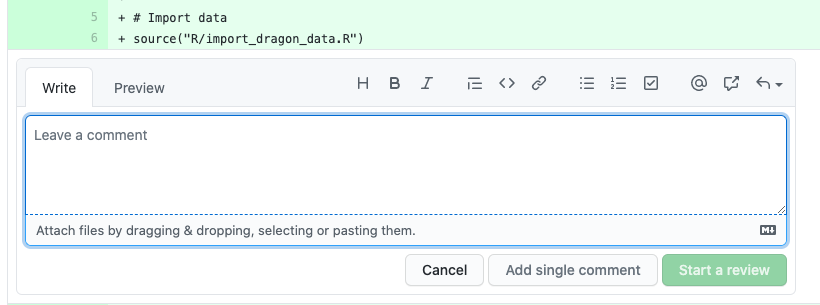 5 + # Import data
6 + source("R/import_dragon_data.R")
Write Preview
Leave a comment
Attach files by dragging & dropping, selecting or pasting them.
Cancel Add single comment Start a review